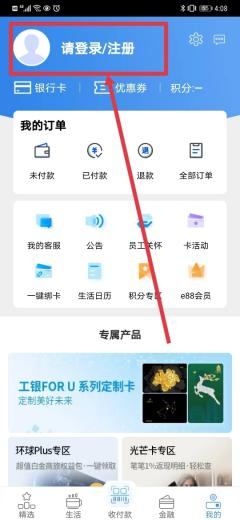 4:08
请登录/注册
银行卡
优惠券
积分:--
我的订单
未付款
已付款
退款
全部订单
我的客服
公告
员工关怀
卡活动
一键绑卡
生活日历
积分专区
e88会员
专属产品
工银FOR U 系列定制卡
定制美好未来
环球Plus专区
超值白金商旅权益包·一键领取
光芒卡专区
笔笔1%返现明细·轻松查
精选
生活
收付款
金融
我的